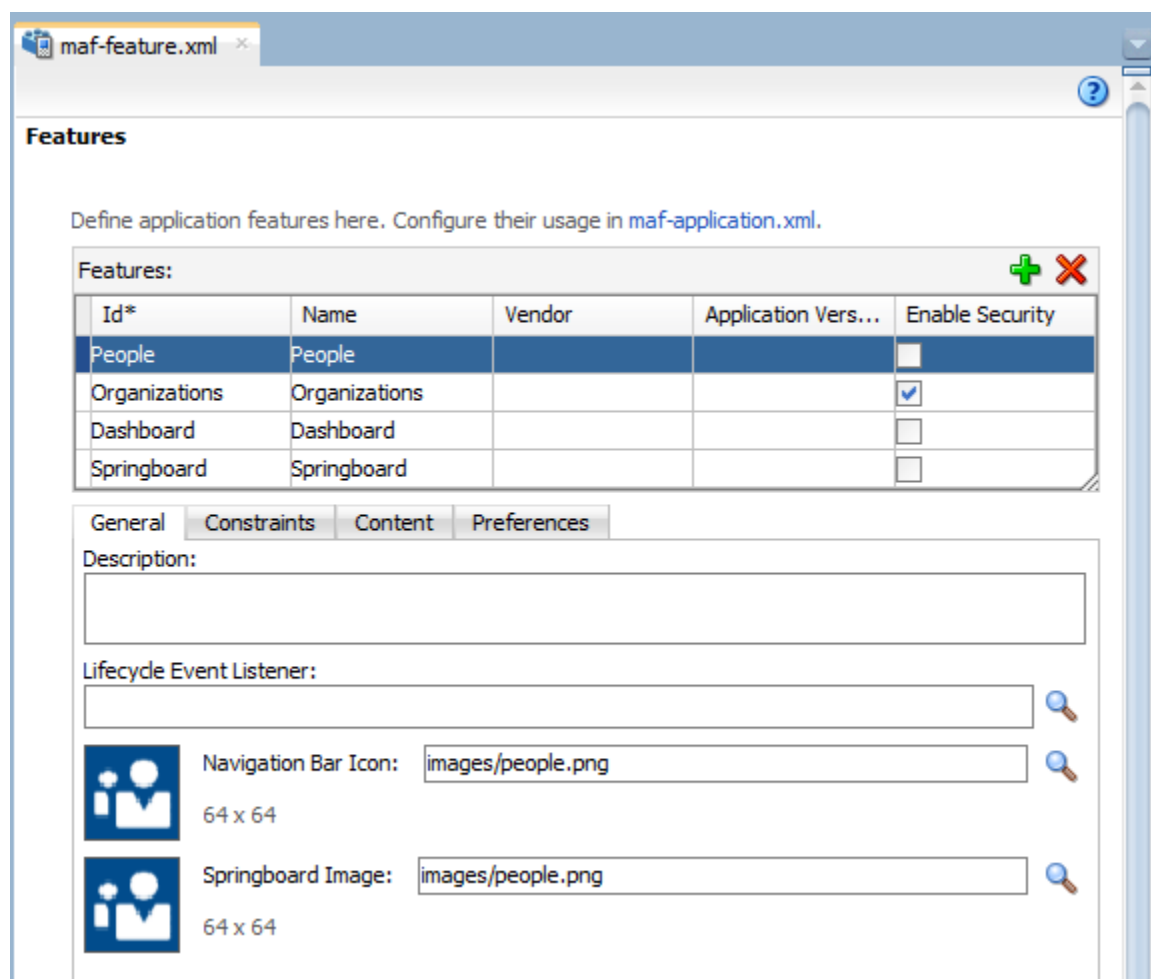 maf-feature.xml
Features
Define application features here. Configure their usage in maf-application.xml.
Features:
Id* Name Vendor Application Vers... Enable Security
People People
Organizations Organizations
Dashboard Dashboard
Springboard Springboard
General Constraints Content Preferences
Description:
Lifecycle Event Listener:
Navigation Bar Icon: images/people.png
64 x 64
Springboard Image: images/people.png
64 x 64